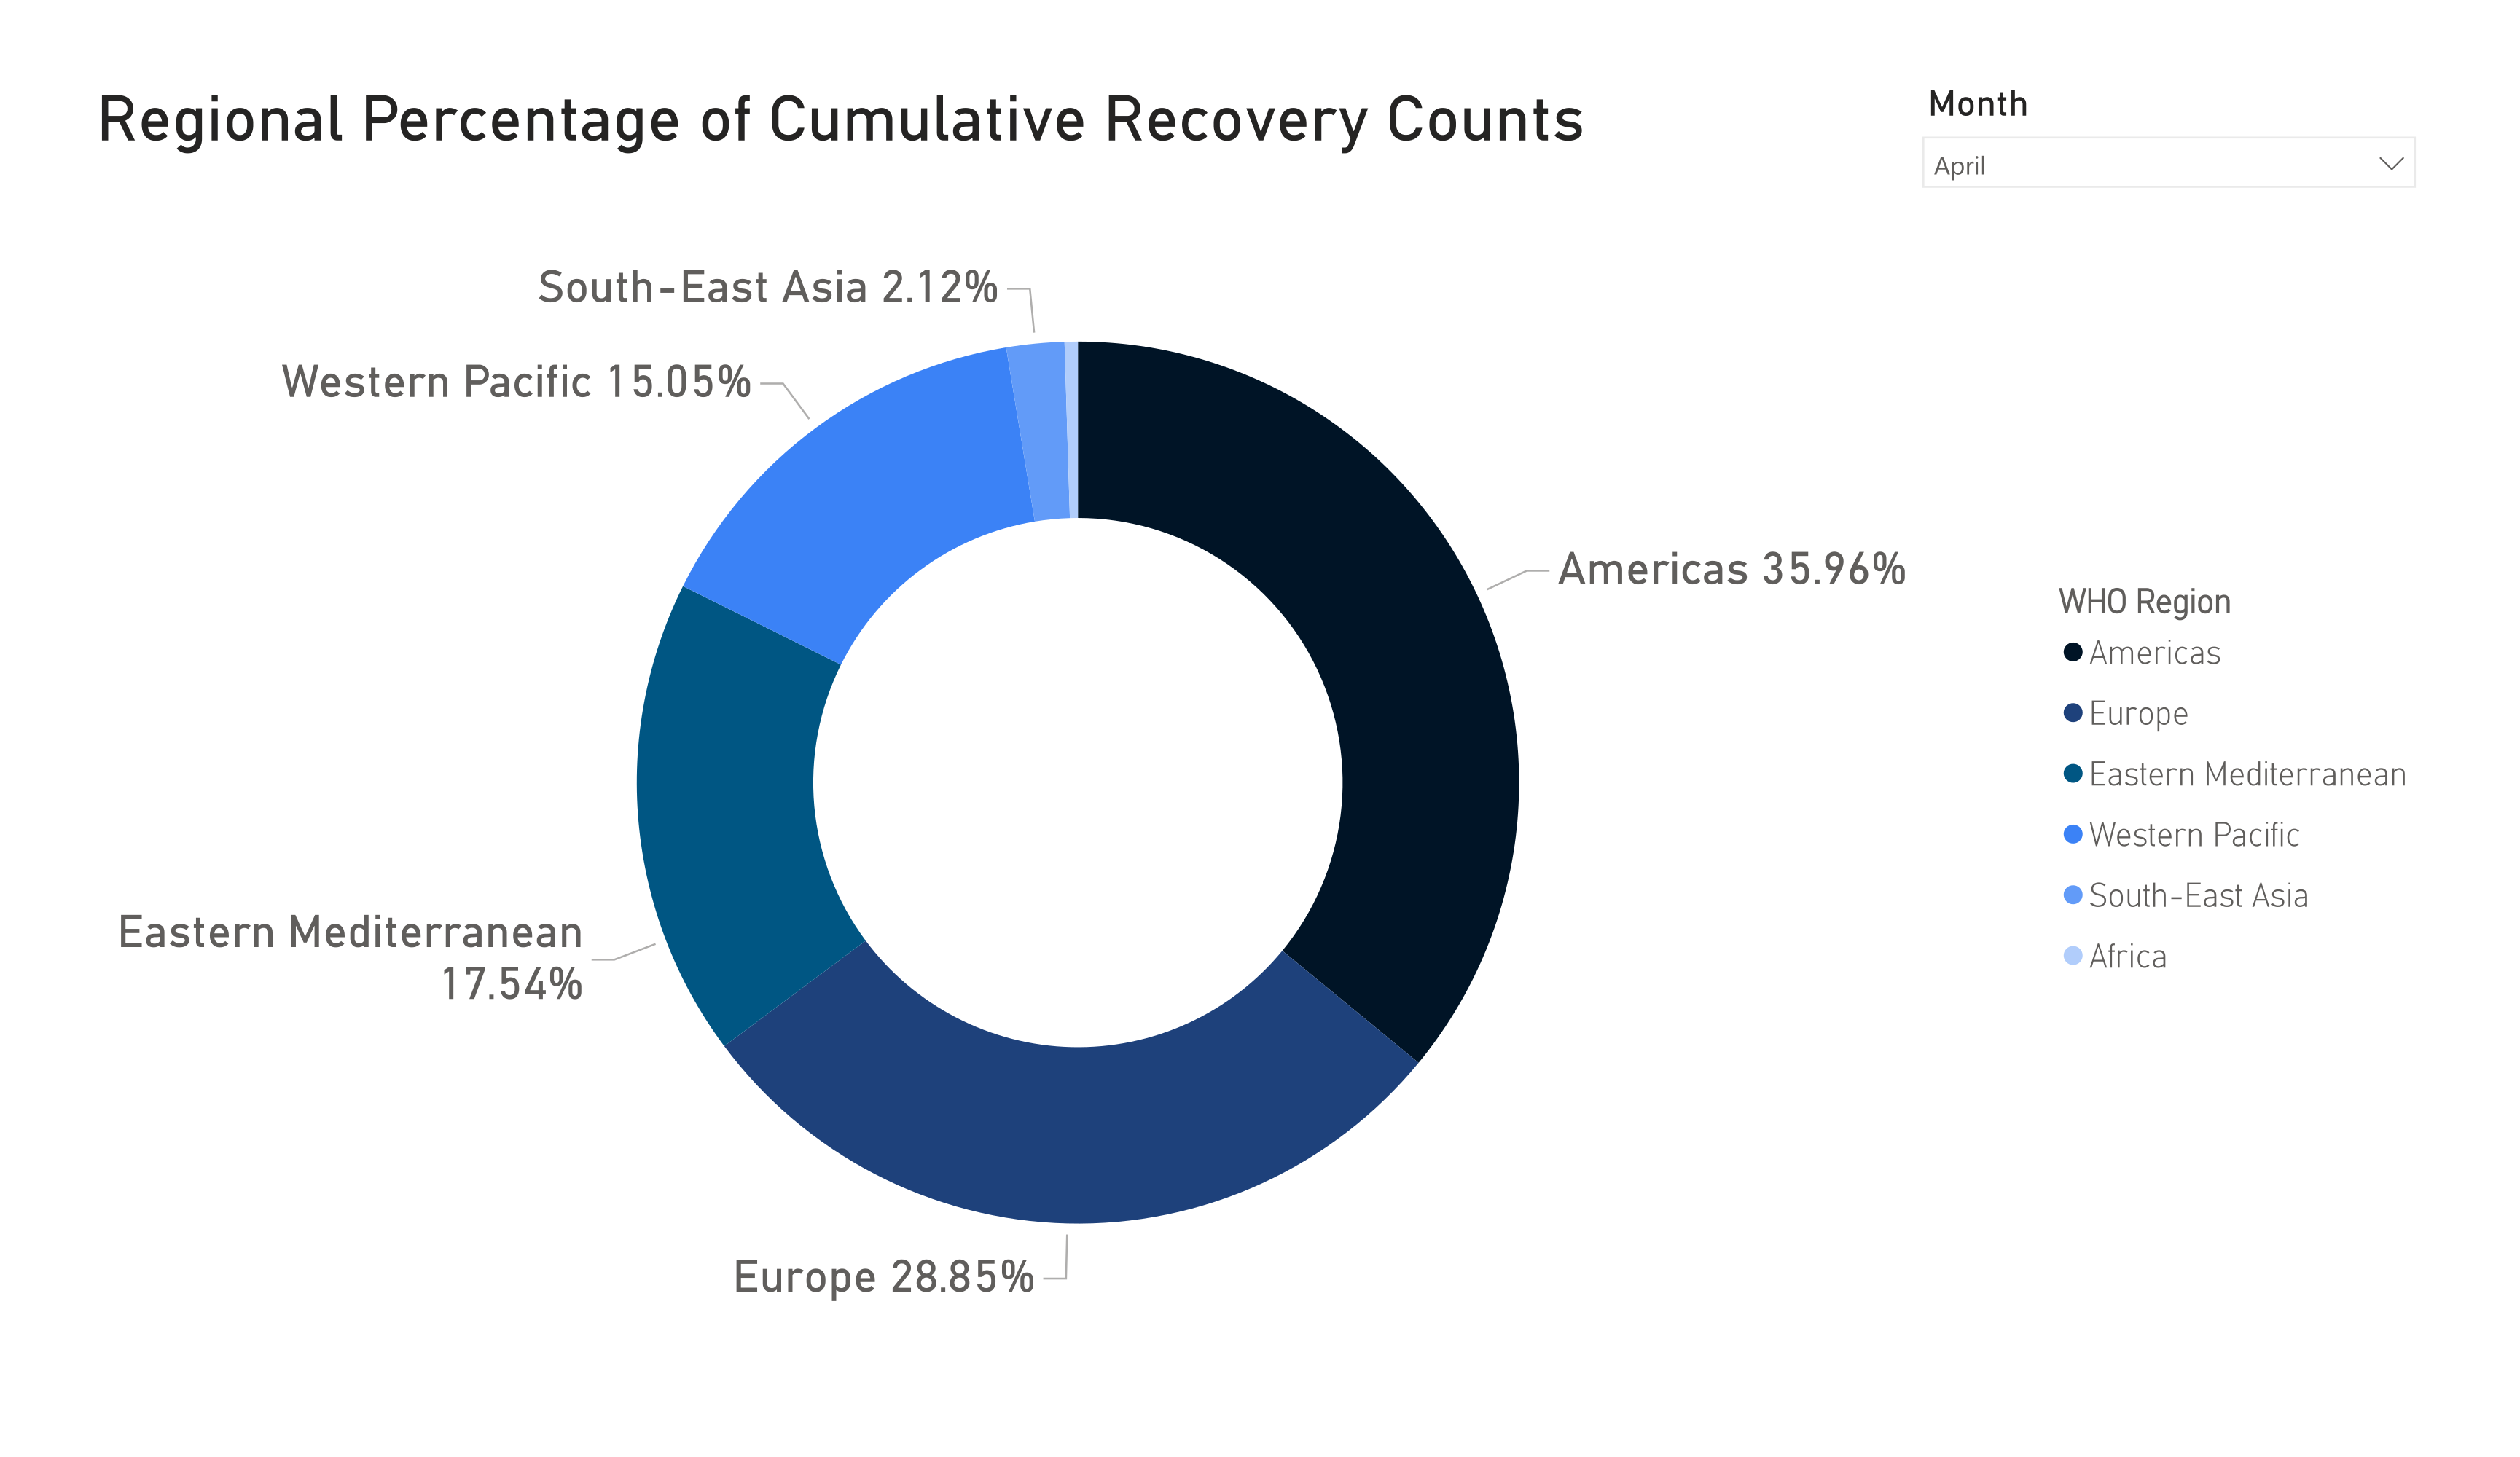 Regional Percentage of Cumulative Recovery Counts
Month
April
South-East Asia 2.12%
Western Pacific 15.05%
Americas 35.96%
Eastern Mediterranean
17.54%
Europe 28.85%
WHO Region
Americas
Europe
Eastern Mediterranean
Western Pacific
South-East Asia
Africa